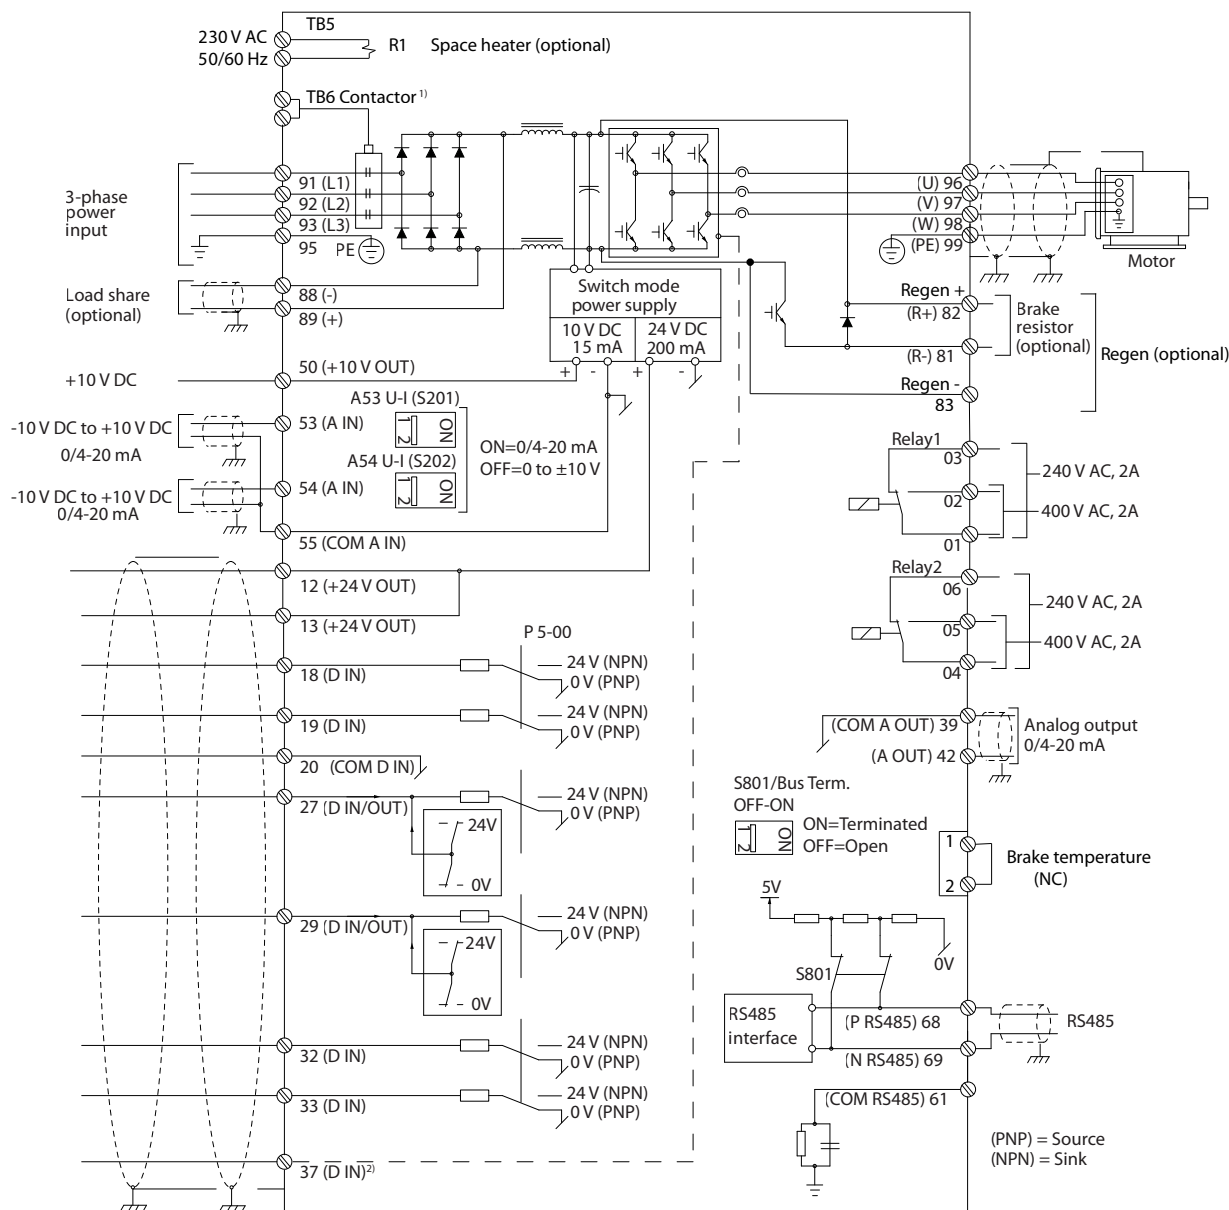 TB5
230 V AC
50/60 Hz
R1
Space heater (optional)
TB6 Contactor 1)
3-phase
power
input
91 (L1)
92 (L2)
93 (L3)
95
PE
Load share
(optional)
88 (-)
89 (+)
+10 V DC
50 (+10 V OUT)
Switch mode
power supply
10 V DC
15 mA
24 V DC
200 mA
+
-
+
-
-10 V DC to +10 V DC
0/4-20 mA
53 (A IN)
A53 U-I (S201)
1 2
ON
A54 U-I (S202)
1 2
ON
ON=0/4-20 mA
OFF=0 to ±10 V
-10 V DC to +10 V DC
0/4-20 mA
54 (A IN)
55 (COM A IN)
12 (+24 V OUT)
13 (+24 V OUT)
P 5-00
18 (D IN)
24 V (NPN)
0 V (PNP)
19 (D IN)
24 V (NPN)
0 V (PNP)
20 (COM D IN)
27 (D IN/OUT)
24 V (NPN)
0 V (PNP)
24V
0V
29 (D IN/OUT)
24 V (NPN)
0 V (PNP)
24V
0V
32 (D IN)
24 V (NPN)
0 V (PNP)
33 (D IN)
24 V (NPN)
0 V (PNP)
37 (D IN) 2)
(U) 96
(V) 97
(W) 98
(PE) 99
Motor
Regen +
(R+) 82
Brake
resistor
(optional)
(R-) 81
Regen (optional)
Regen -
83
Relay1
03
02
01
240 V AC, 2A
400 V AC, 2A
Relay2
06
05
04
240 V AC, 2A
400 V AC, 2A
(COM A OUT) 39
(A OUT) 42
Analog output
0/4-20 mA
S801/Bus Term.
OFF-ON
1 2
ON
ON=Terminated
OFF=Open
1
2
Brake temperature
(NC)
5V
0V
S801
RS485
interface
(P RS485) 68
(N RS485) 69
RS485
(COM RS485) 61
(PNP) = Source
(NPN) = Sink